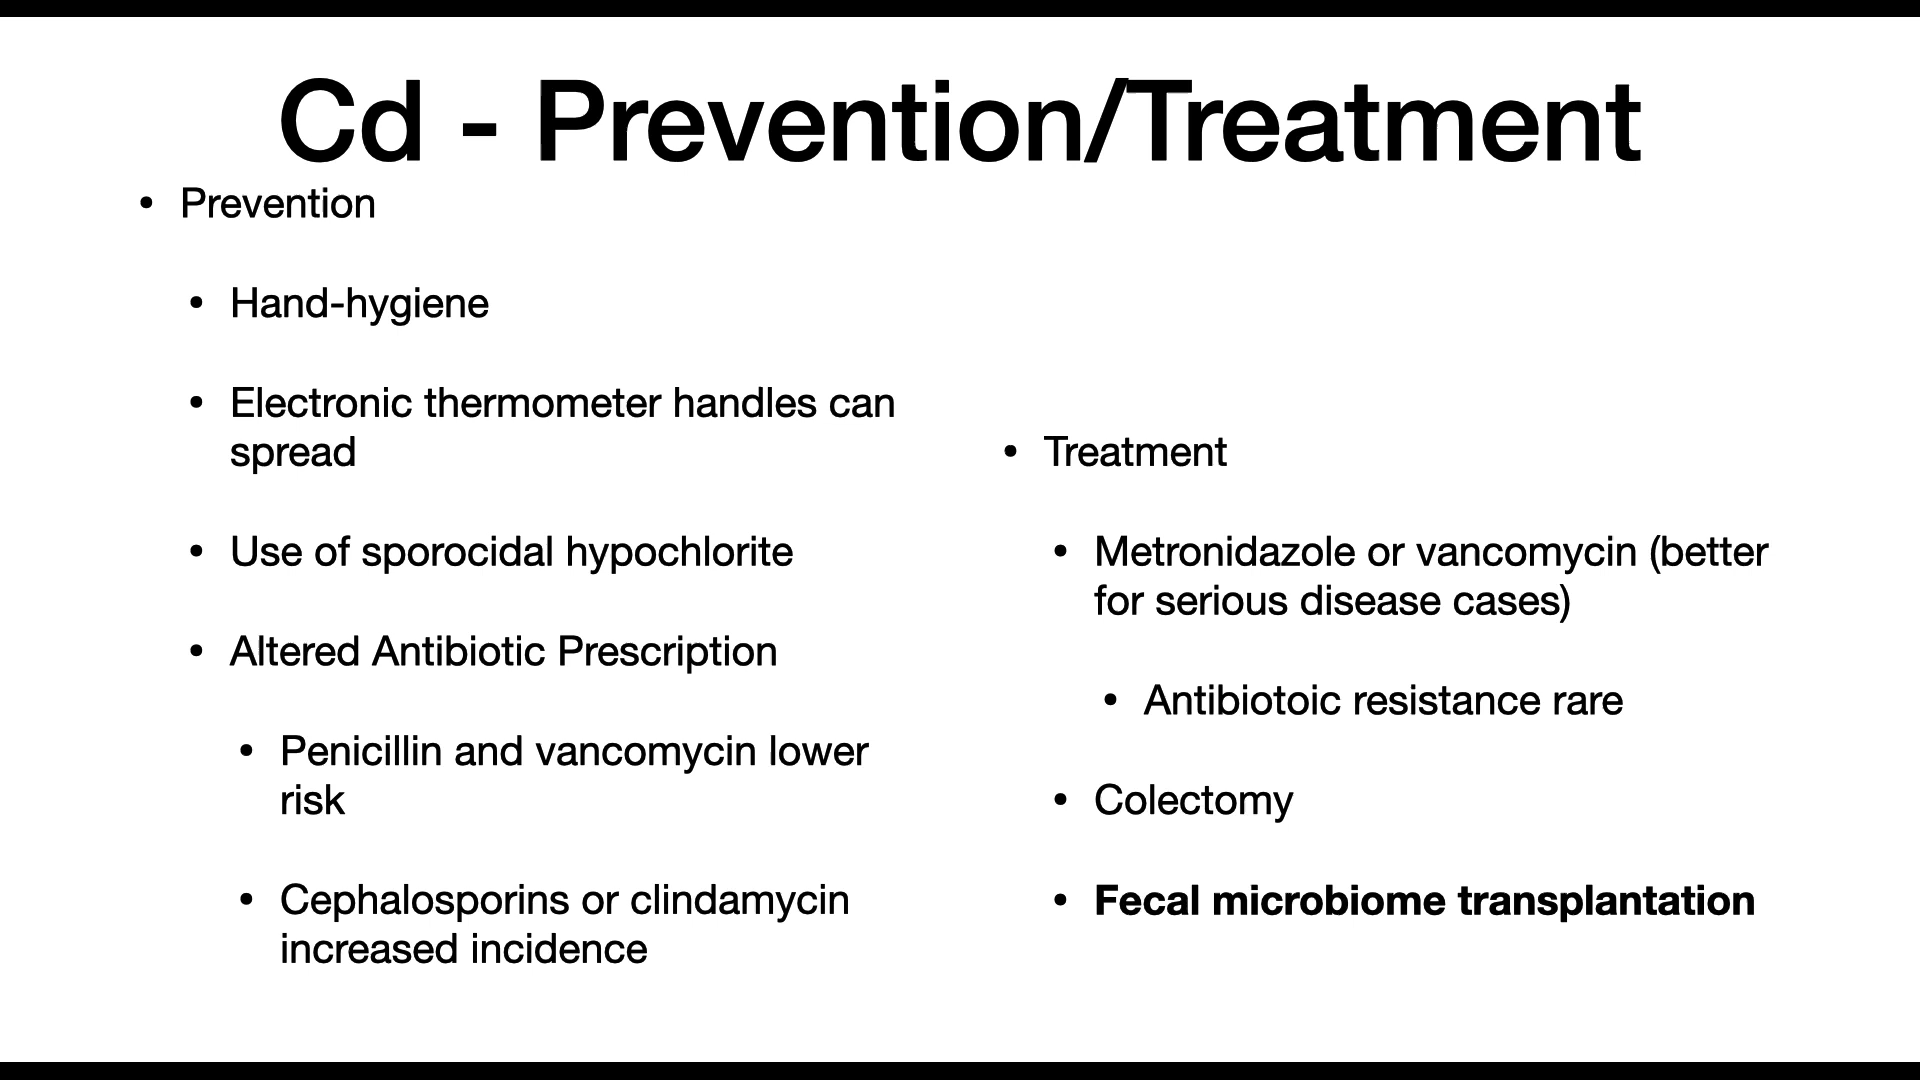 Cd - Prevention/Treatment
• Prevention
• Hand-hygiene
• Electronic thermometer handles can
spread
• Use of sporocidal hypochlorite
• Altered Antibiotic Prescription
• Penicillin and vancomycin lower
risk
• Cephalosporins or clindamycin
increased incidence
• Treatment
• Metronidazole or vancomycin (better
for serious disease cases)
• Antibiotoic resistance rare
• Colectomy
• Fecal microbiome transplantation